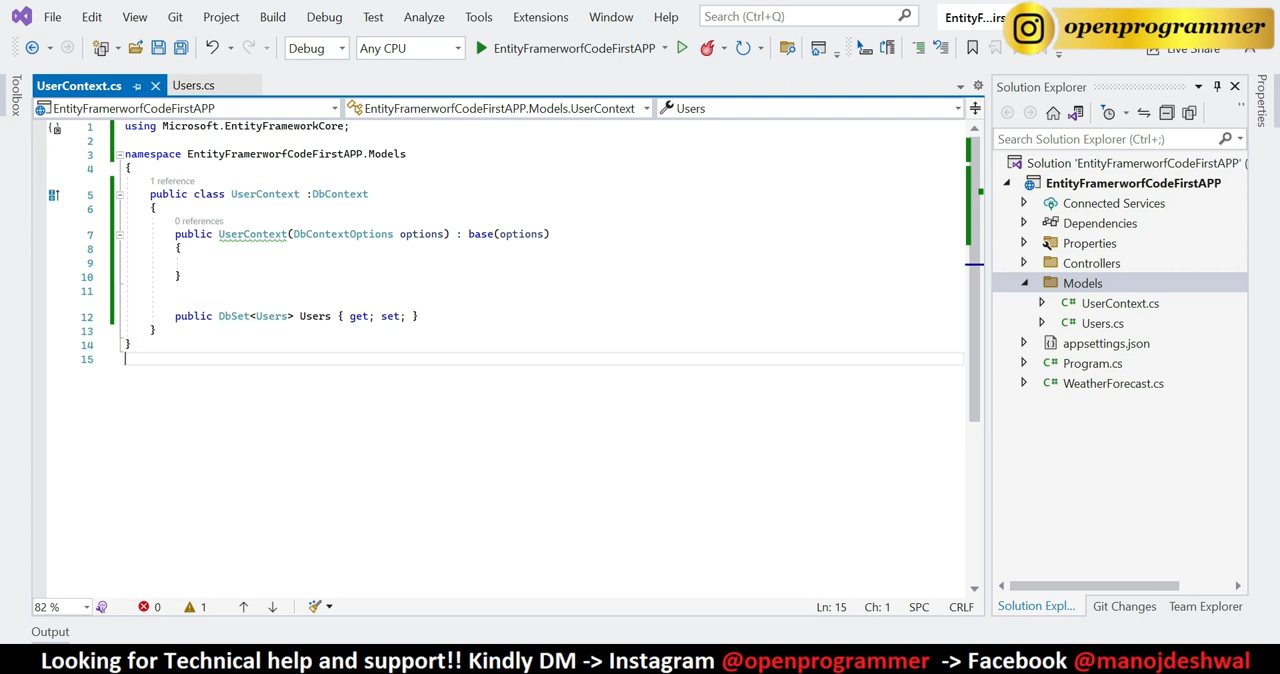 File Edit View Git Project Build Debug Test Analyze Tools Extensions Window Help Search (Ctrl+Q) EntityF...irs
openprogrammer
Debug Any CPU EntityFramerworfCodeFirstAPP Live Share
Toolbox
UserContext.cs Users.cs
EntityFramerworfCodeFirstAPP EntityFramerworfCodeFirstAPP.Models.UserContext Users
1 using Microsoft.EntityFrameworkCore;
2
3 namespace EntityFramerworfCodeFirstAPP.Models
4 {
1 reference
5 public class UserContext :DbContext
6 {
0 references
7 public UserContext(DbContextOptions options) : base(options)
8 {
9
10 }
11
12 public DbSet<Users> Users { get; set; }
13 }
14 }
15
82 % 0 1 Ln: 15 Ch: 1 SPC CRLF
Output
Solution Explorer
Search Solution Explorer (Ctrl+;)
Solution 'EntityFramerworfCodeFirstAPP' (
EntityFramerworfCodeFirstAPP
Connected Services
Dependencies
Properties
Controllers
Models
C# UserContext.cs
C# Users.cs
appsettings.json
C# Program.cs
C# WeatherForecast.cs
Solution Expl... Git Changes Team Explorer
Properties
Looking for Technical help and support!! Kindly DM -> Instagram @openprogrammer -> Facebook @manojdeshwal